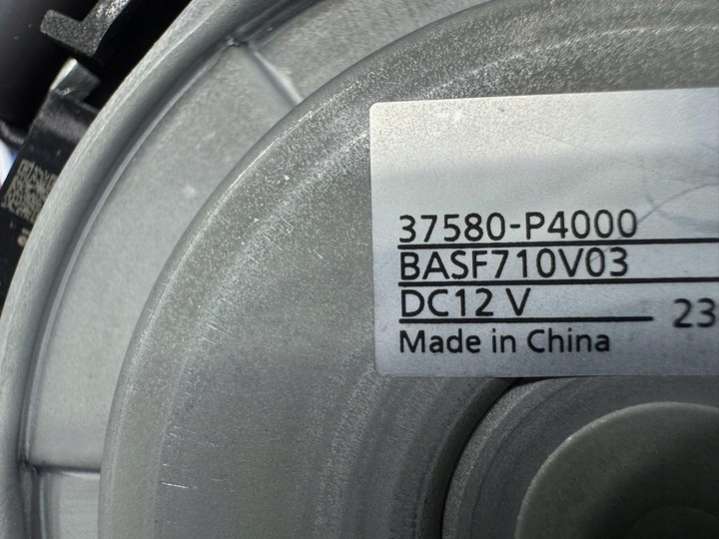 37580-P4000
BASF710V03
DC12 V
23
Made in China